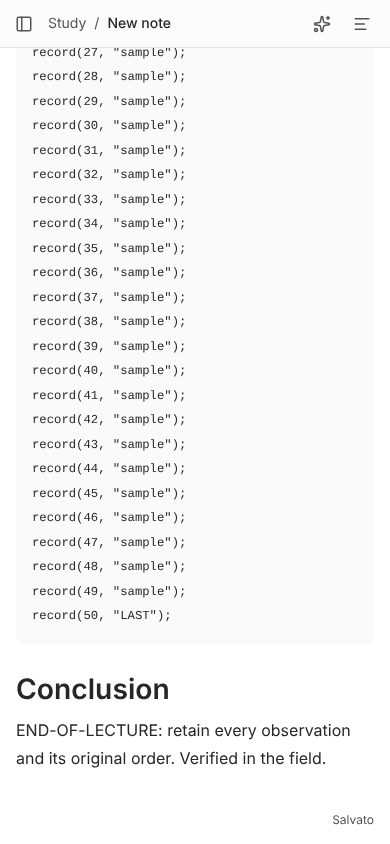 Study / New note
record(27, "sample");
record(28, "sample");
record(29, "sample");
record(30, "sample");
record(31, "sample");
record(32, "sample");
record(33, "sample");
record(34, "sample");
record(35, "sample");
record(36, "sample");
record(37, "sample");
record(38, "sample");
record(39, "sample");
record(40, "sample");
record(41, "sample");
record(42, "sample");
record(43, "sample");
record(44, "sample");
record(45, "sample");
record(46, "sample");
record(47, "sample");
record(48, "sample");
record(49, "sample");
record(50, "LAST");
Conclusion
END-OF-LECTURE: retain every observation
and its original order. Verified in the field.
Salvato